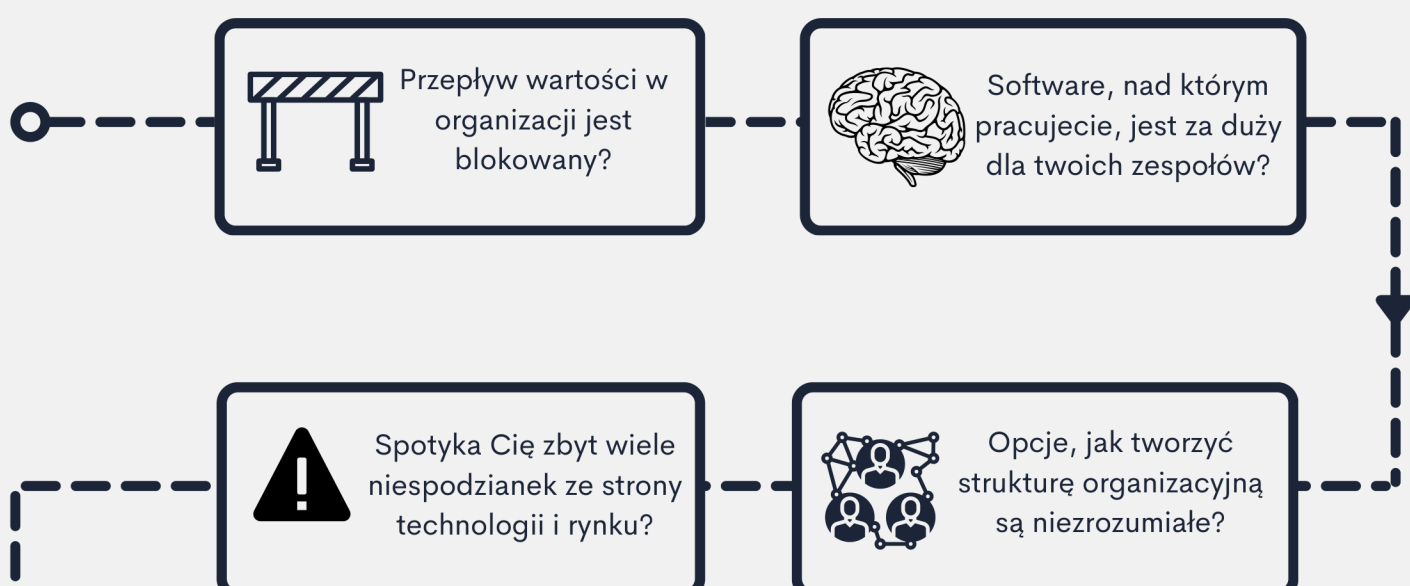 Przepływ wartości w
organizacji jest
blokowany?
Software, nad którym
pracujecie, jest za duży
dla twoich zespołów?
Spotyka Cię zbyt wiele
niespodzianek ze strony
technologii i rynku?
Opcje, jak tworzyć
strukturę organizacyjną
są niezrozumiałe?